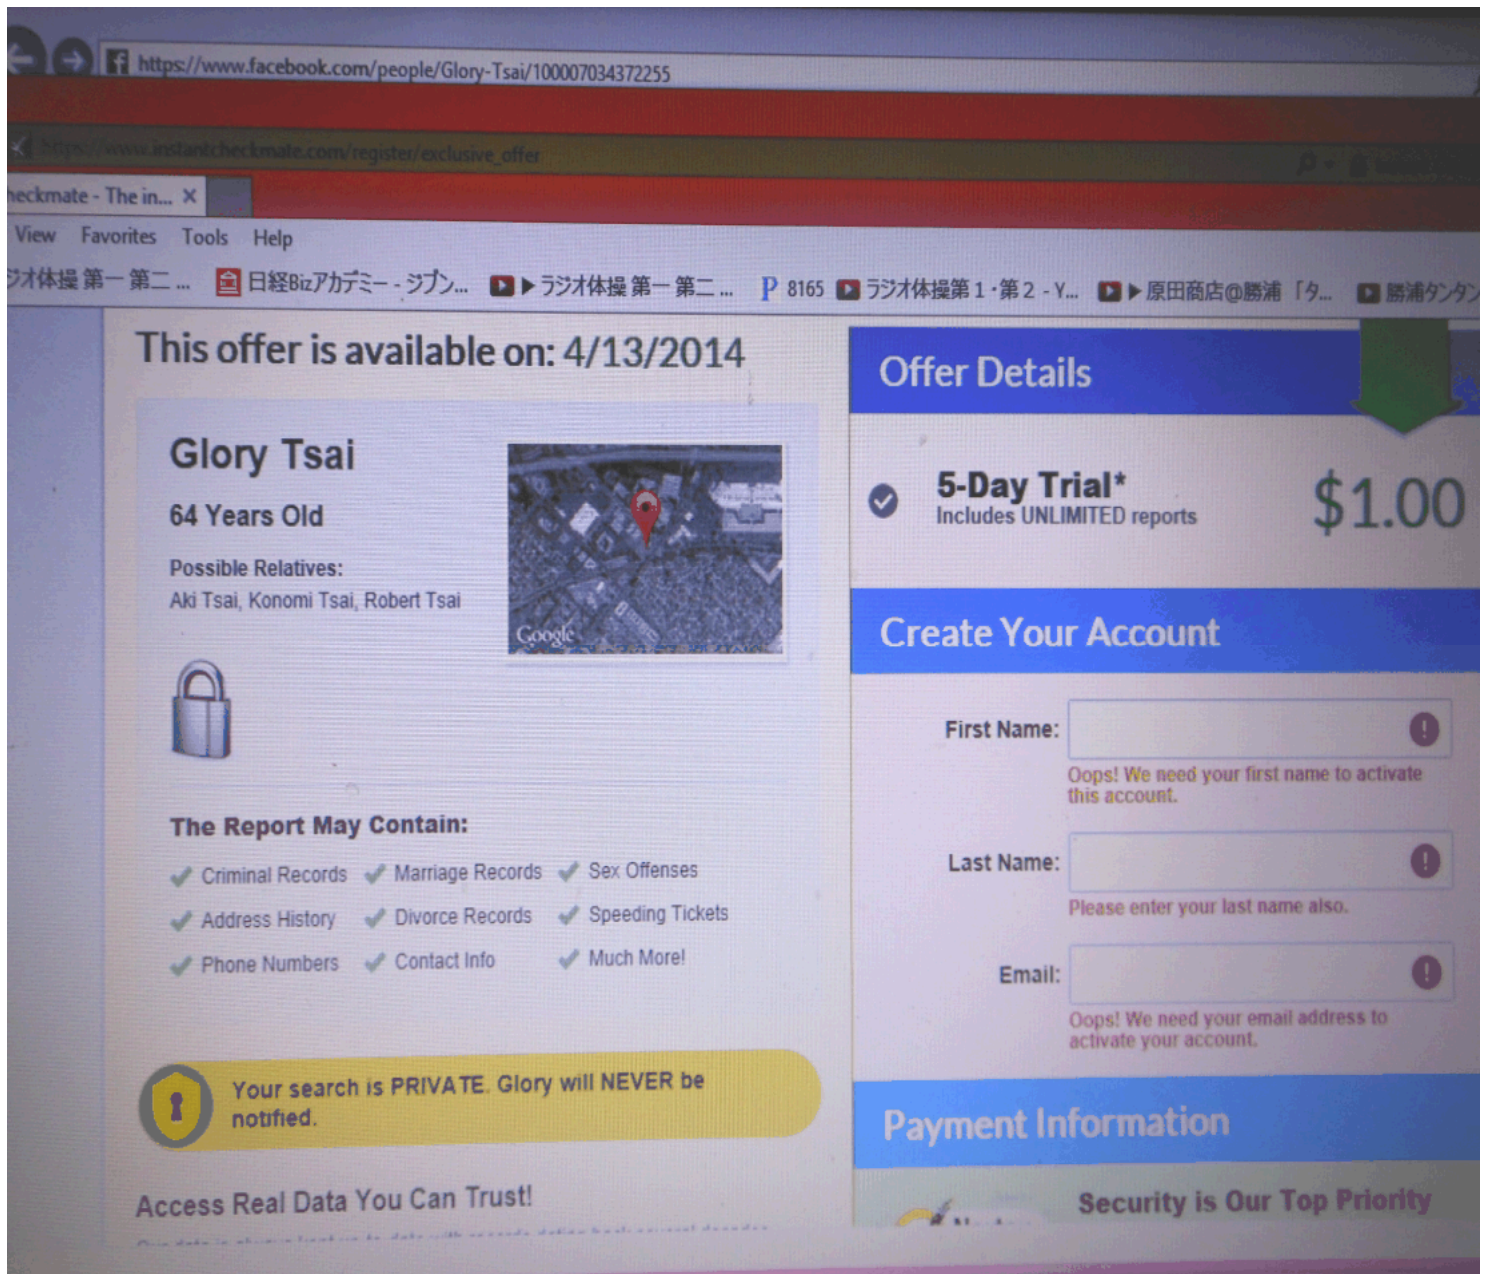 https://www.facebook.com/people/Glory-Tsai/100007034372255
https://www.instantcheckmate.com/register/exclusive_offer
heckmate - The in...
View Favorites Tools Help
ジオ体操 第一 第二 ... 日経Bizアカデミー - ジブン... ▶ラジオ体操 第一 第二 ... P 8165 ラジオ体操第１・第２ - Y... ▶原田商店@勝浦「タ... 勝浦タンタン
This offer is available on: 4/13/2014
Glory Tsai
64 Years Old
Possible Relatives:
Aki Tsai, Konomi Tsai, Robert Tsai
Google
The Report May Contain:
Criminal Records Marriage Records Sex Offenses
Address History Divorce Records Speeding Tickets
Phone Numbers Contact Info Much More!
Your search is PRIVATE. Glory will NEVER be
notified.
Access Real Data You Can Trust!
Offer Details
5-Day Trial* $1.00
Includes UNLIMITED reports
Create Your Account
First Name:
Oops! We need your first name to activate
this account.
Last Name:
Please enter your last name also.
Email:
Oops! We need your email address to
activate your account.
Payment Information
Security is Our Top Priority